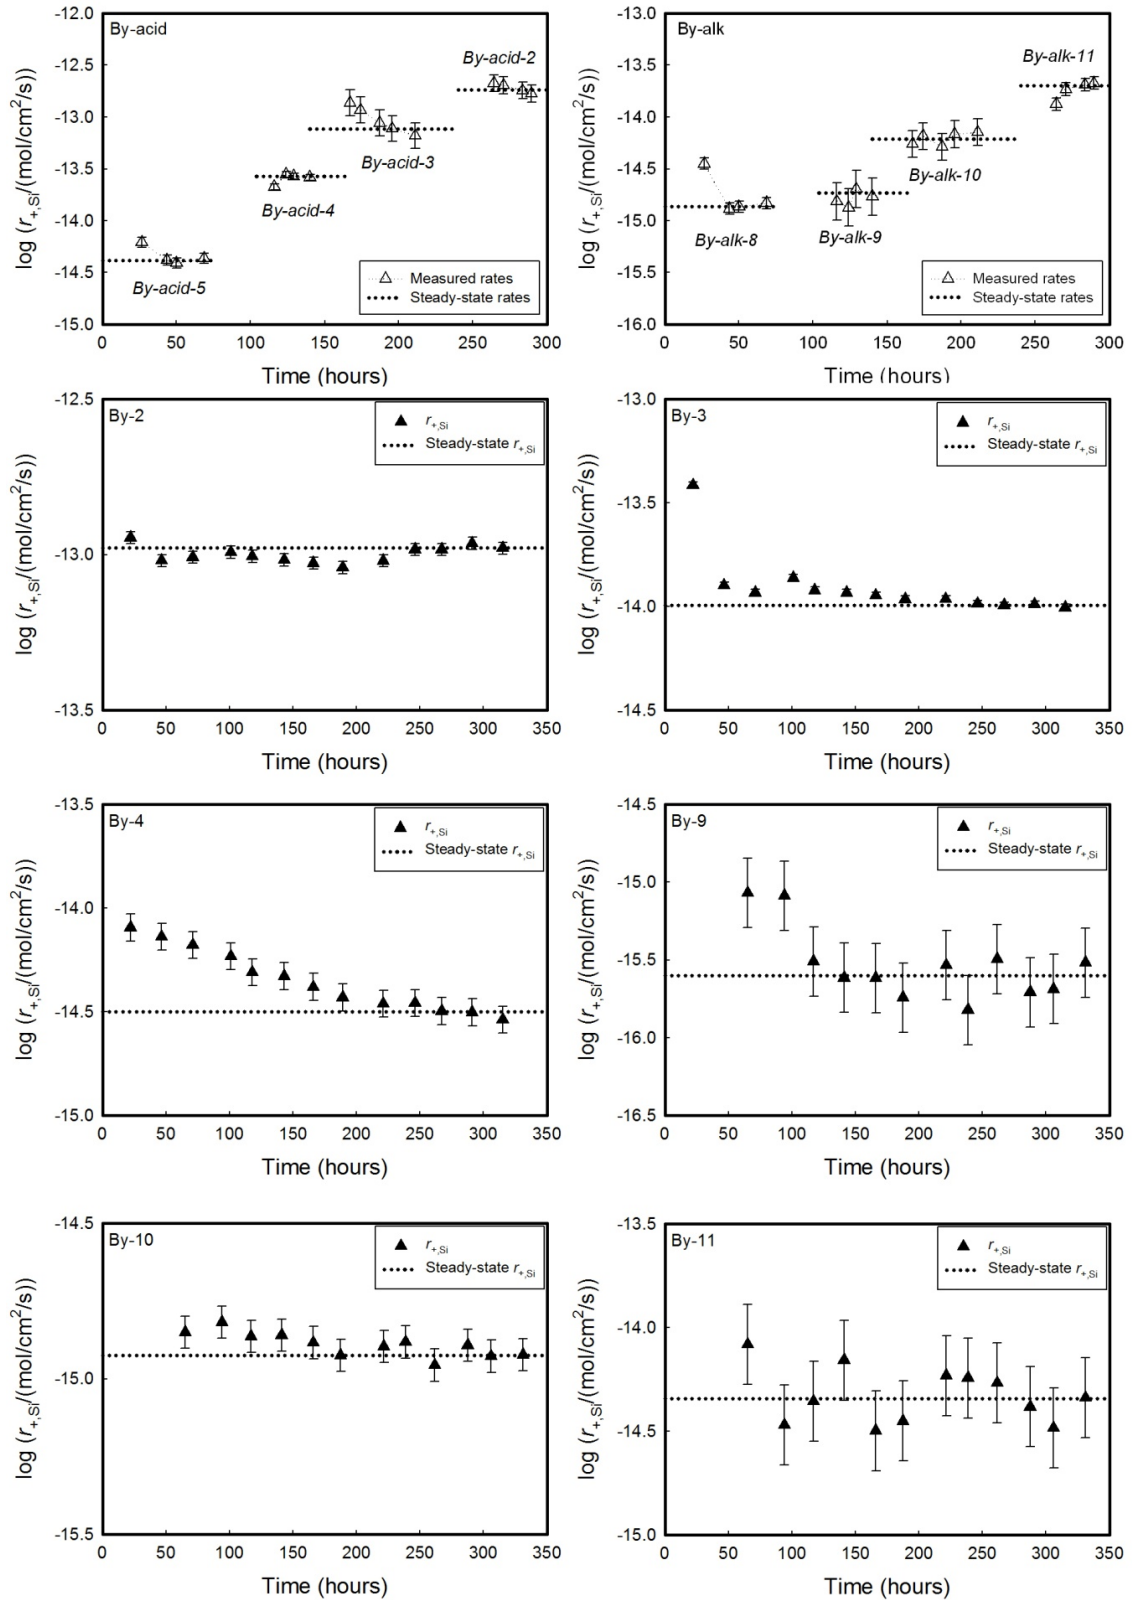 By-acid
By-acid-2
By-acid-3
By-acid-4
By-acid-5
Measured rates
Steady-state rates
-12.0
-12.5
-13.0
-13.5
-14.0
-14.5
-15.0
0 50 100 150 200 250 300
Time (hours)
log (r+,Si/(mol/cm2/s))
By-alk
By-alk-11
By-alk-10
By-alk-8
By-alk-9
Measured rates
Steady-state rates
-13.0
-13.5
-14.0
-14.5
-15.0
-15.5
-16.0
0 50 100 150 200 250 300
Time (hours)
log (r+,Si/(mol/cm2/s))
By-2
r+,Si
Steady-state r+,Si
-12.5
-13.0
-13.5
0 50 100 150 200 250 300 350
Time (hours)
log (r+,Si/(mol/cm2/s))
By-3
r+,Si
Steady-state r+,Si
-13.0
-13.5
-14.0
-14.5
0 50 100 150 200 250 300 350
Time (hours)
log (r+,Si/(mol/cm2/s))
By-4
r+,Si
Steady-state r+,Si
-13.5
-14.0
-14.5
-15.0
0 50 100 150 200 250 300 350
Time (hours)
log (r+,Si/(mol/cm2/s))
By-9
r+,Si
Steady-state r+,Si
-14.5
-15.0
-15.5
-16.0
-16.5
0 50 100 150 200 250 300 350
Time (hours)
log (r+,Si/(mol/cm2/s))
By-10
r+,Si
Steady-state r+,Si
-14.5
-15.0
-15.5
0 50 100 150 200 250 300 350
Time (hours)
log (r+,Si/(mol/cm2/s))
By-11
r+,Si
Steady-state r+,Si
-13.5
-14.0
-14.5
-15.0
0 50 100 150 200 250 300 350
Time (hours)
log (r+,Si/(mol/cm2/s))